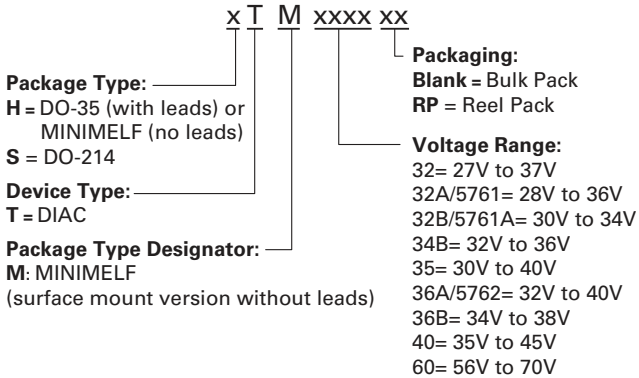 x T M xxxx xx
Package Type:
H = DO-35 (with leads) or
MINIMELF (no leads)
S = DO-214
Device Type:
T = DIAC
Package Type Designator:
M: MINIMELF
(surface mount version without leads)
Packaging:
Blank = Bulk Pack
RP = Reel Pack
Voltage Range:
32= 27V to 37V
32A/5761= 28V to 36V
32B/5761A= 30V to 34V
34B= 32V to 36V
35= 30V to 40V
36A/5762= 32V to 40V
36B= 34V to 38V
40= 35V to 45V
60= 56V to 70V